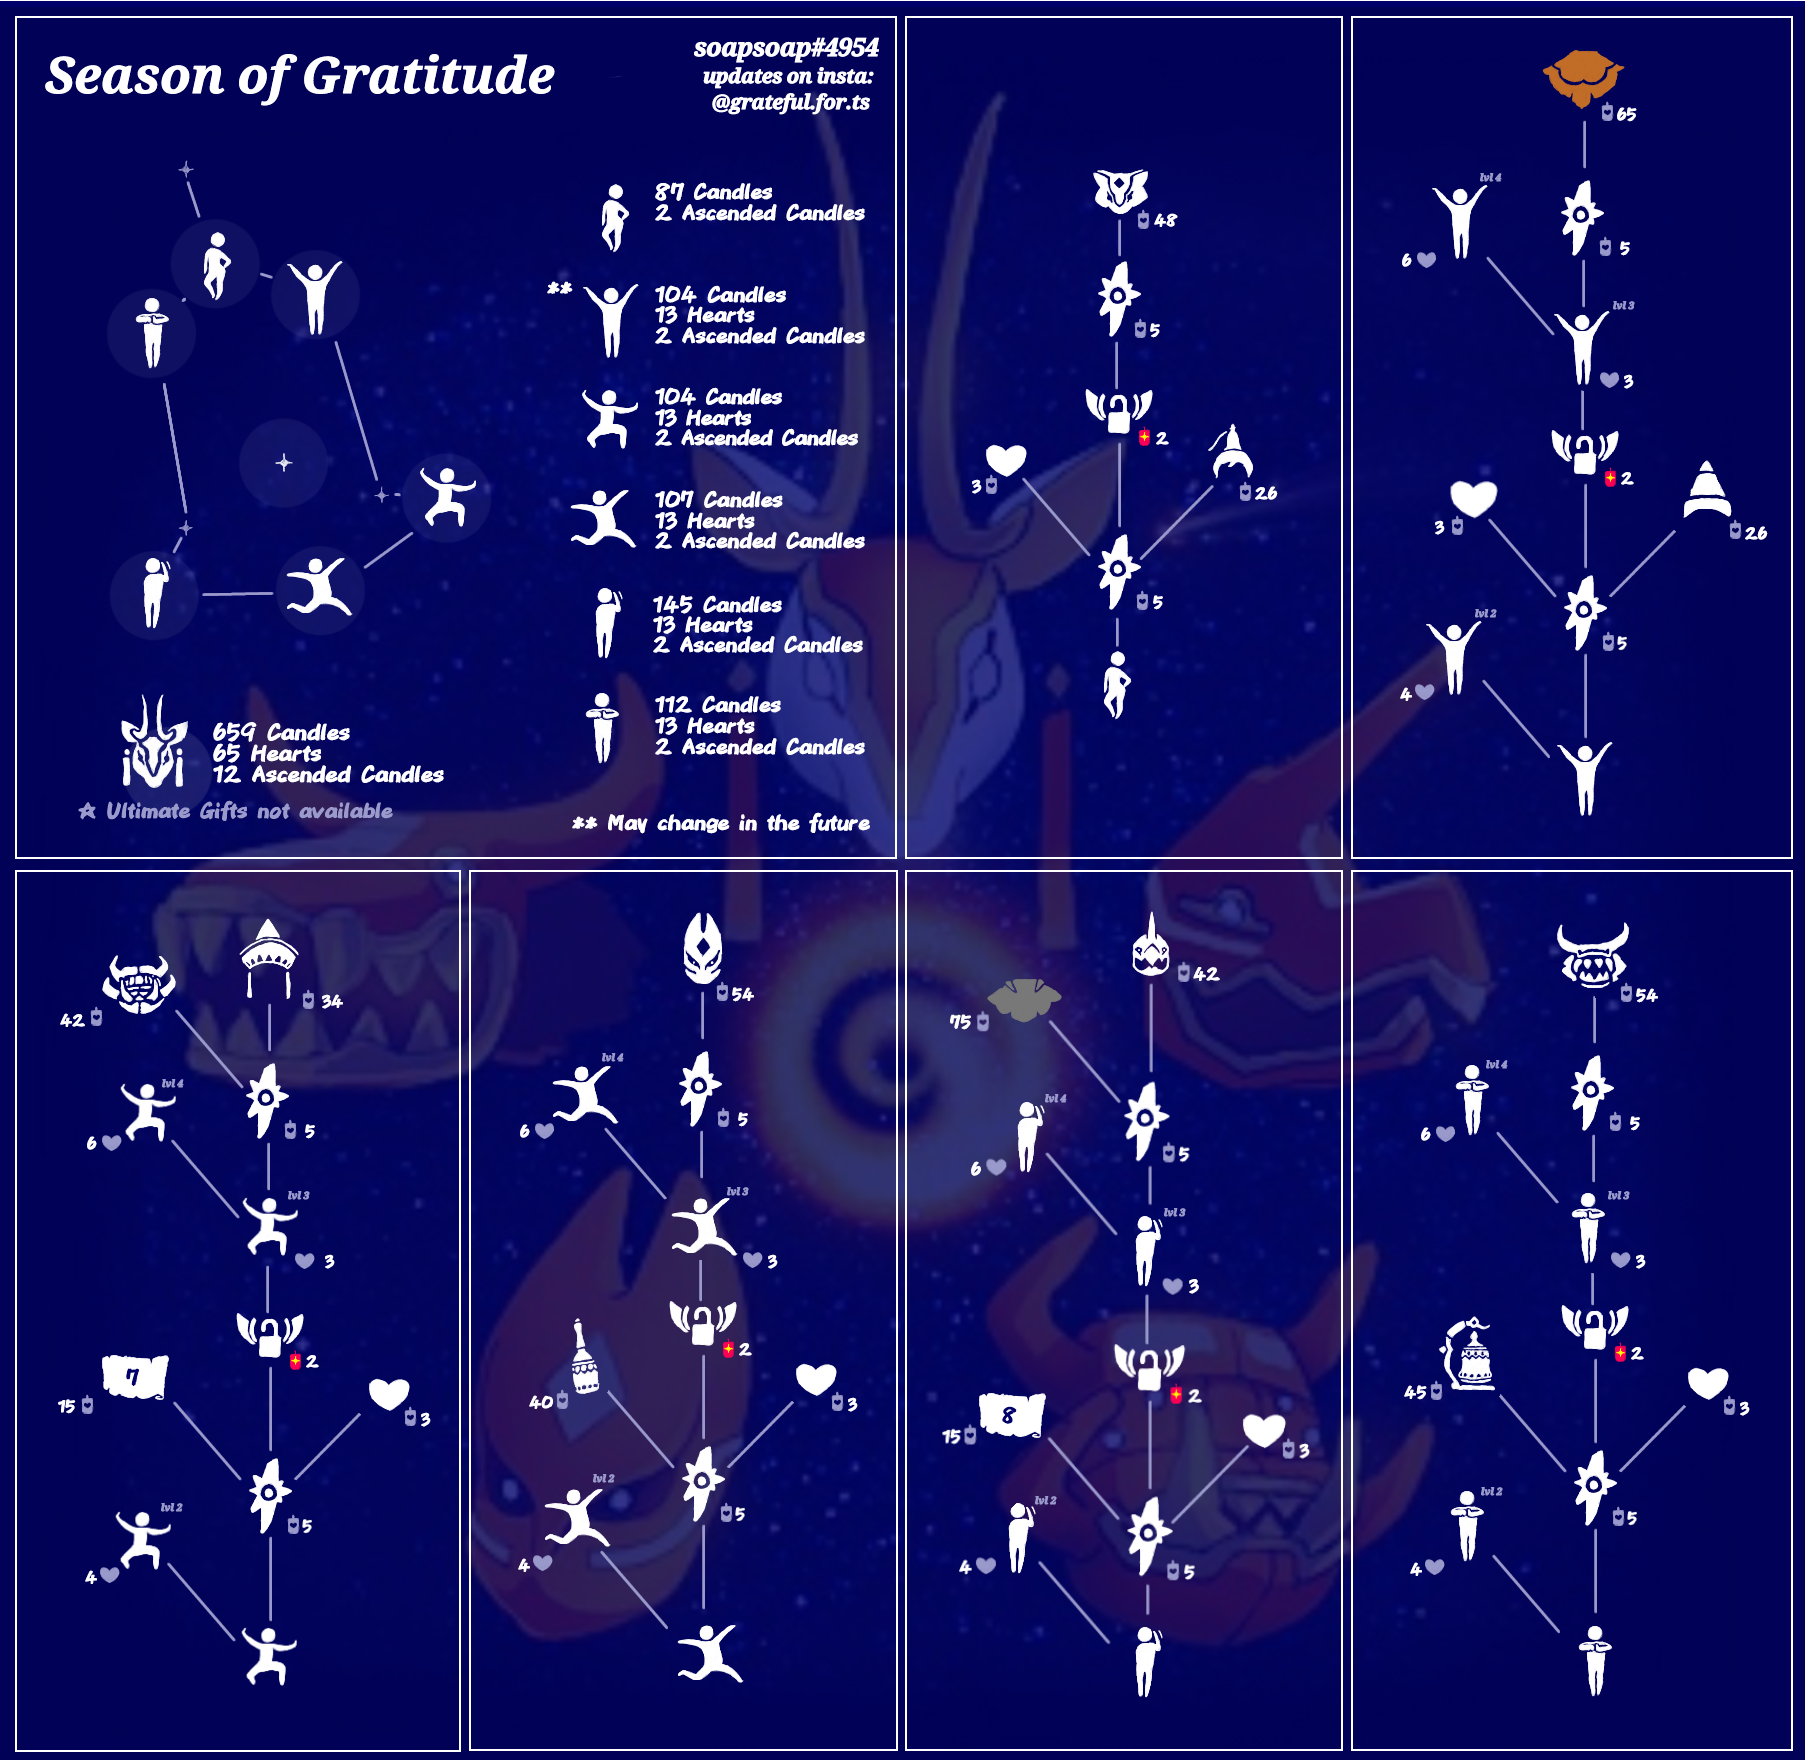 Season of Gratitude
soapsoap#4954
updates on insta:
@grateful.for.ts
87 Candles
2 Ascended Candles
**
104 Candles
13 Hearts
2 Ascended Candles
104 Candles
13 Hearts
2 Ascended Candles
107 Candles
13 Hearts
2 Ascended Candles
145 Candles
13 Hearts
2 Ascended Candles
112 Candles
13 Hearts
2 Ascended Candles
659 Candles
65 Hearts
12 Ascended Candles
☆ Ultimate Gifts not available
** May change in the future
48
5
2
3
26
5
65
lvl 4
5
6
lvl 3
3
2
3
26
lvl 2
5
4
34
42
lvl 4
5
6
lvl 3
3
2
7
15
3
lvl 2
5
4
54
lvl 4
5
6
lvl 3
3
2
40
3
lvl 2
5
4
42
75
lvl 4
5
6
lvl 3
3
2
8
15
3
lvl 2
5
4
54
lvl 4
5
6
lvl 3
3
2
45
3
lvl 2
5
4